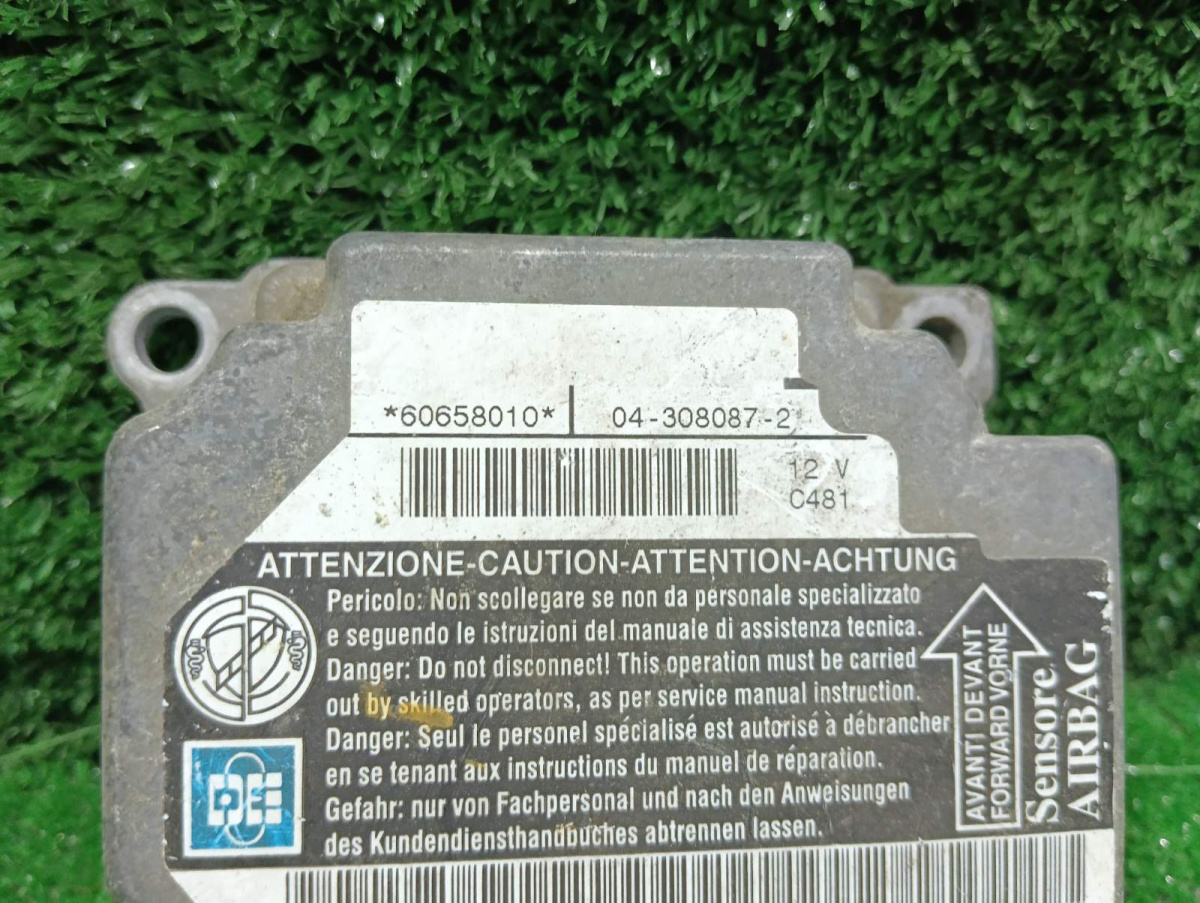 *60658010* 04-308087-2
12 V
C481
ATTENZIONE-CAUTION-ATTENTION-ACHTUNG
Pericolo: Non scollegare se non da personale specializzato
e seguendo le istruzioni del manuale di assistenza tecnica.
Danger: Do not disconnect! This operation must be carried
out by skilled operators, as per service manual instruction.
Danger: Seul le personel spécialisé est autorisé à débrancher
en se tenant aux instructions du manuel de réparation.
Gefahr: nur von Fachpersonal und nach den Anweisungen
des Kundendiensthandbuches abtrennen lassen.
AVANTI DEVANT
FORWARD VORNE
Sensore
AIRBAG